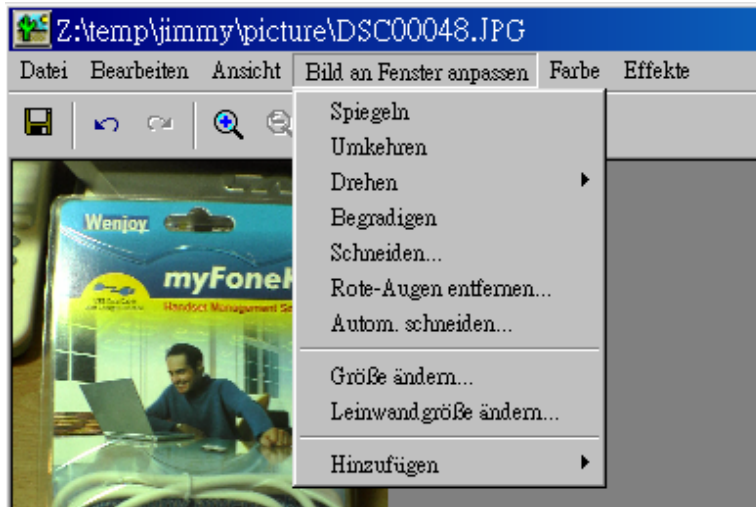 Z:\temp\jimmy\picture\DSC00048.JPG
Datei Bearbeiten Ansicht Bild an Fenster anpassen Farbe Effekte
Spiegeln
Umkehren
Drehen
Begradigen
Schneiden...
Rote-Augen entfernen...
Autom. schneiden...
Größe ändern...
Leinwandgröße ändern...
Hinzufügen
Wenjoy
myFone
Handset Management